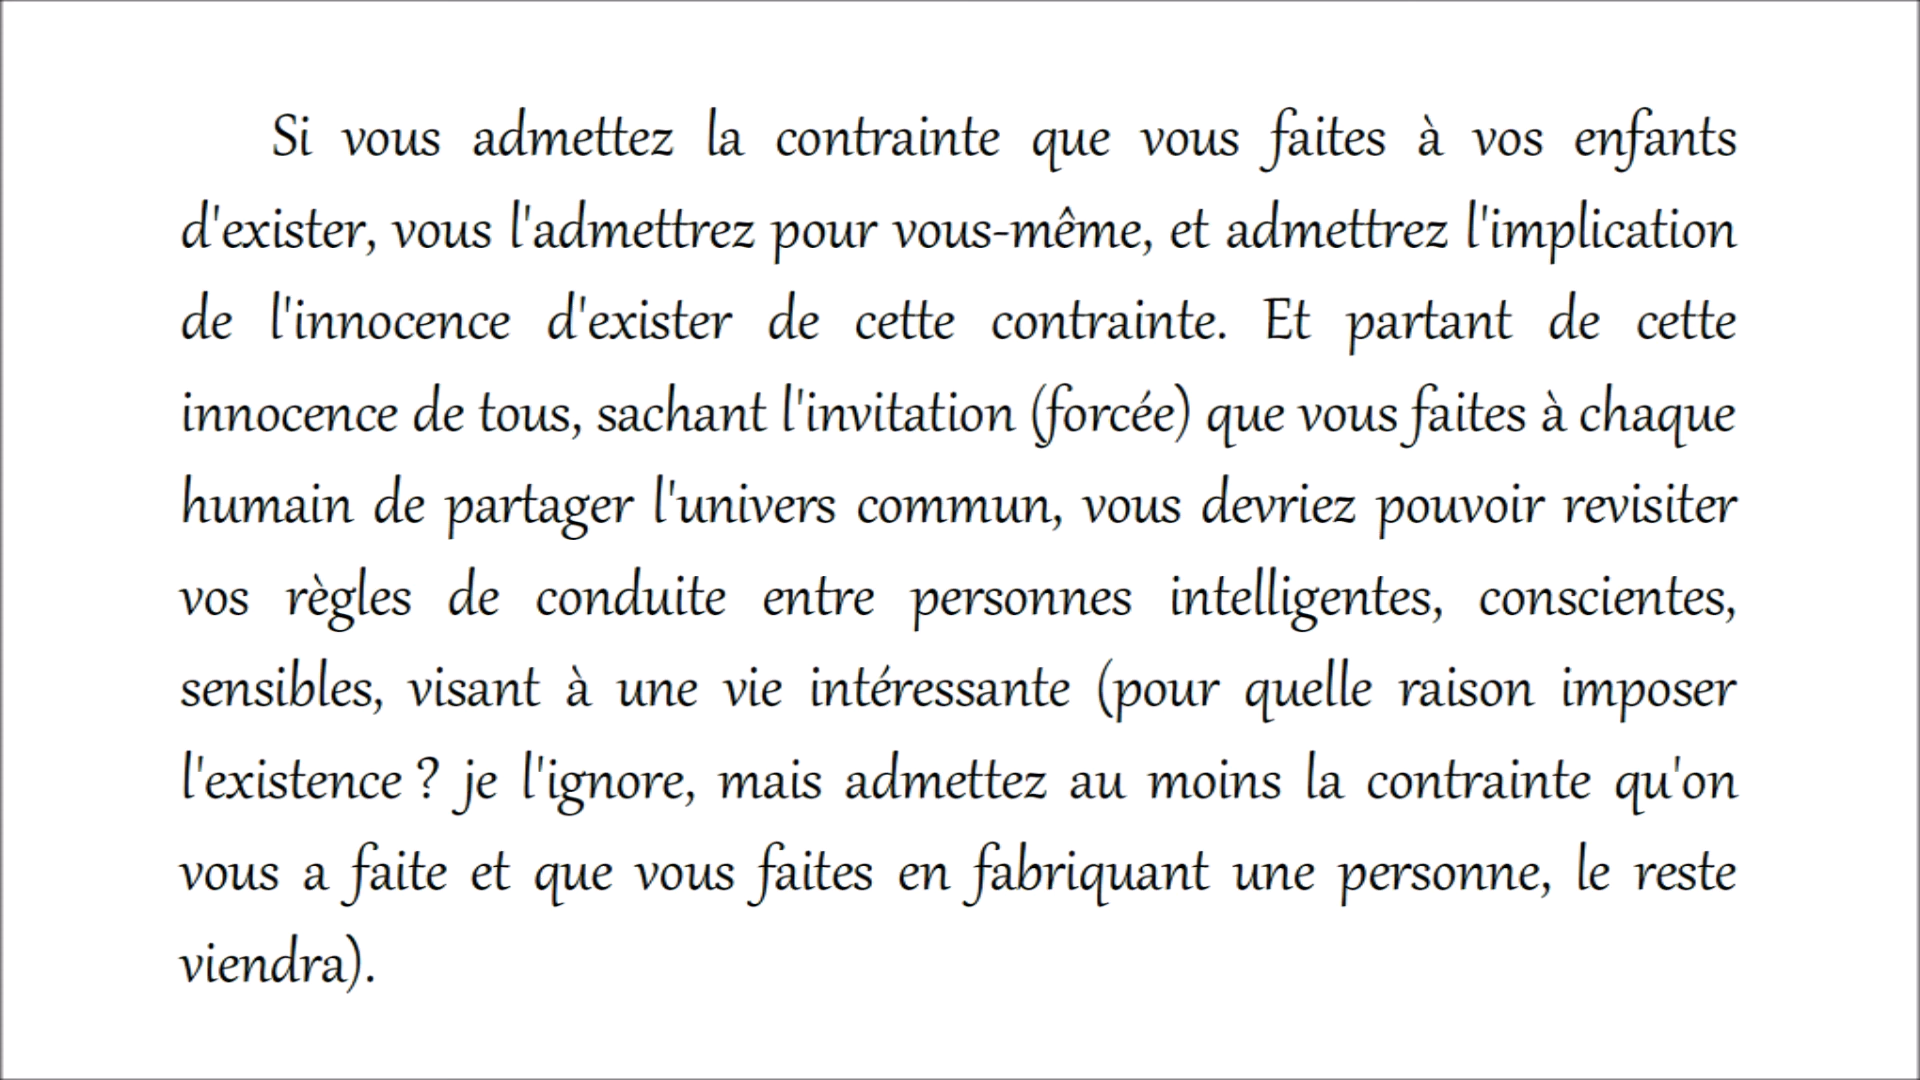 Si vous admettez la contrainte que vous faites à vos enfants
d'exister, vous l'admettrez pour vous-même, et admettrez l'implication
de l'innocence d'exister de cette contrainte. Et partant de cette
innocence de tous, sachant l'invitation (forcée) que vous faites à chaque
humain de partager l'univers commun, vous devriez pouvoir revisiter
vos règles de conduite entre personnes intelligentes, conscientes,
sensibles, visant à une vie intéressante (pour quelle raison imposer
l'existence ? je l'ignore, mais admettez au moins la contrainte qu'on
vous a faite et que vous faites en fabriquant une personne, le reste
viendra).